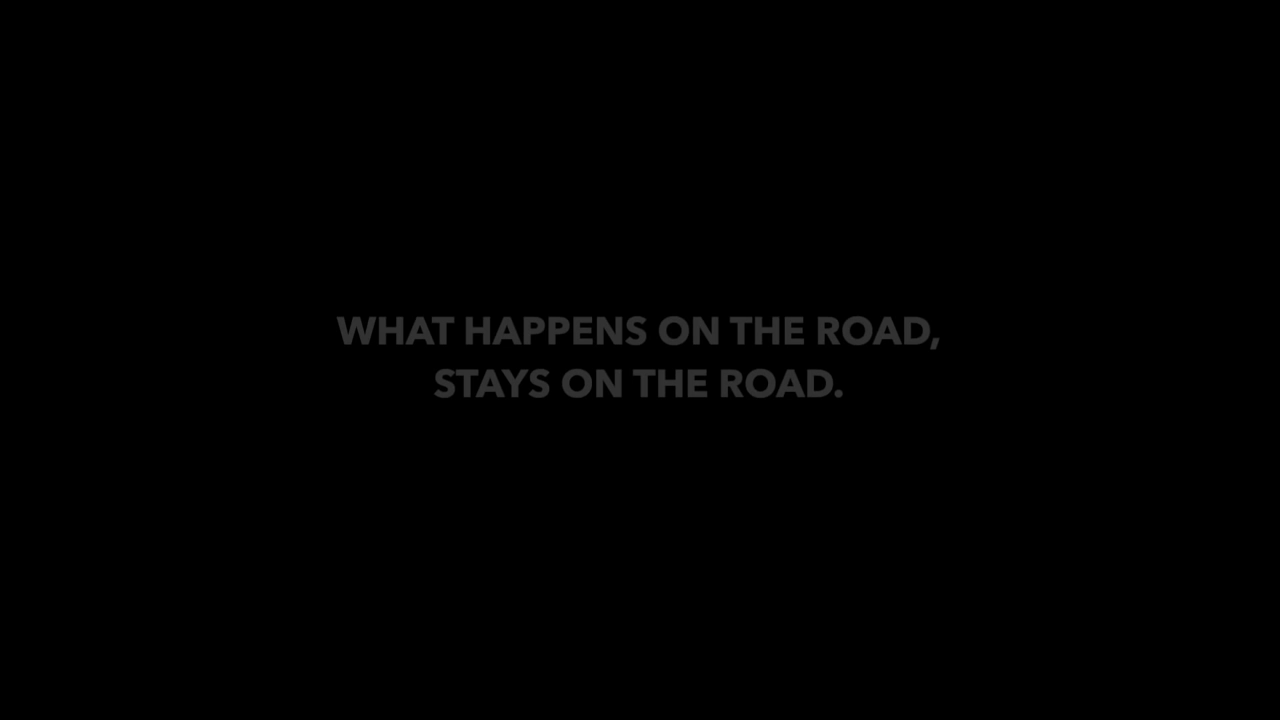 WHAT HAPPENS ON THE ROAD,
STAYS ON THE ROAD.